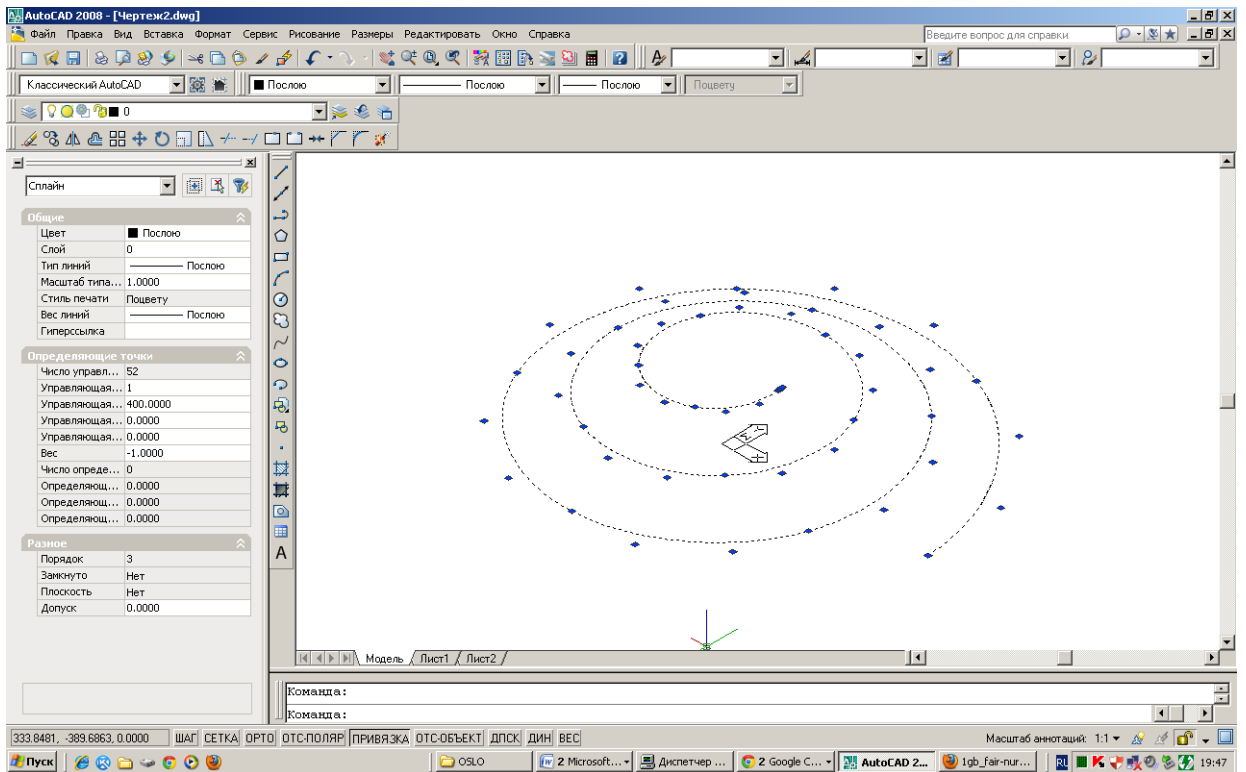 AutoCAD 2008 - [Чертеж2.dwg]
Файл Правка Вид Вставка Формат Сервис Рисование Размеры Редактировать Окно Справка
Введите вопрос для справки
Классический AutoCAD
Послою
Послою
Послою
Поцвету
0
Сплайн
Общие
Цвет Послою
Слой 0
Тип линий Послою
Масштаб типа... 1.0000
Стиль печати Поцвету
Вес линий Послою
Гиперссылка
Определяющие точки
Число управл... 52
Управляющая... 1
Управляющая... 400.0000
Управляющая... 0.0000
Управляющая... 0.0000
Вес -1.0000
Число опреде... 0
Определяющ... 0.0000
Определяющ... 0.0000
Определяющ... 0.0000
Разное
Порядок 3
Замкнуто Нет
Плоскость Нет
Допуск 0.0000
A
Модель Лист1 Лист2
Команда:
Команда:
333.8481, -389.6863, 0.0000 ШАГ СЕТКА ОРТО ОТС-ПОЛЯР ПРИВЯЗКА ОТС-ОБЪЕКТ ДПСК ДИН ВЕС Масштаб аннотаций: 1:1
Пуск OSLO 2 Microsoft... Диспетчер ... 2 Google C... AutoCAD 2... 1gb_fair-nur... RL 19:47